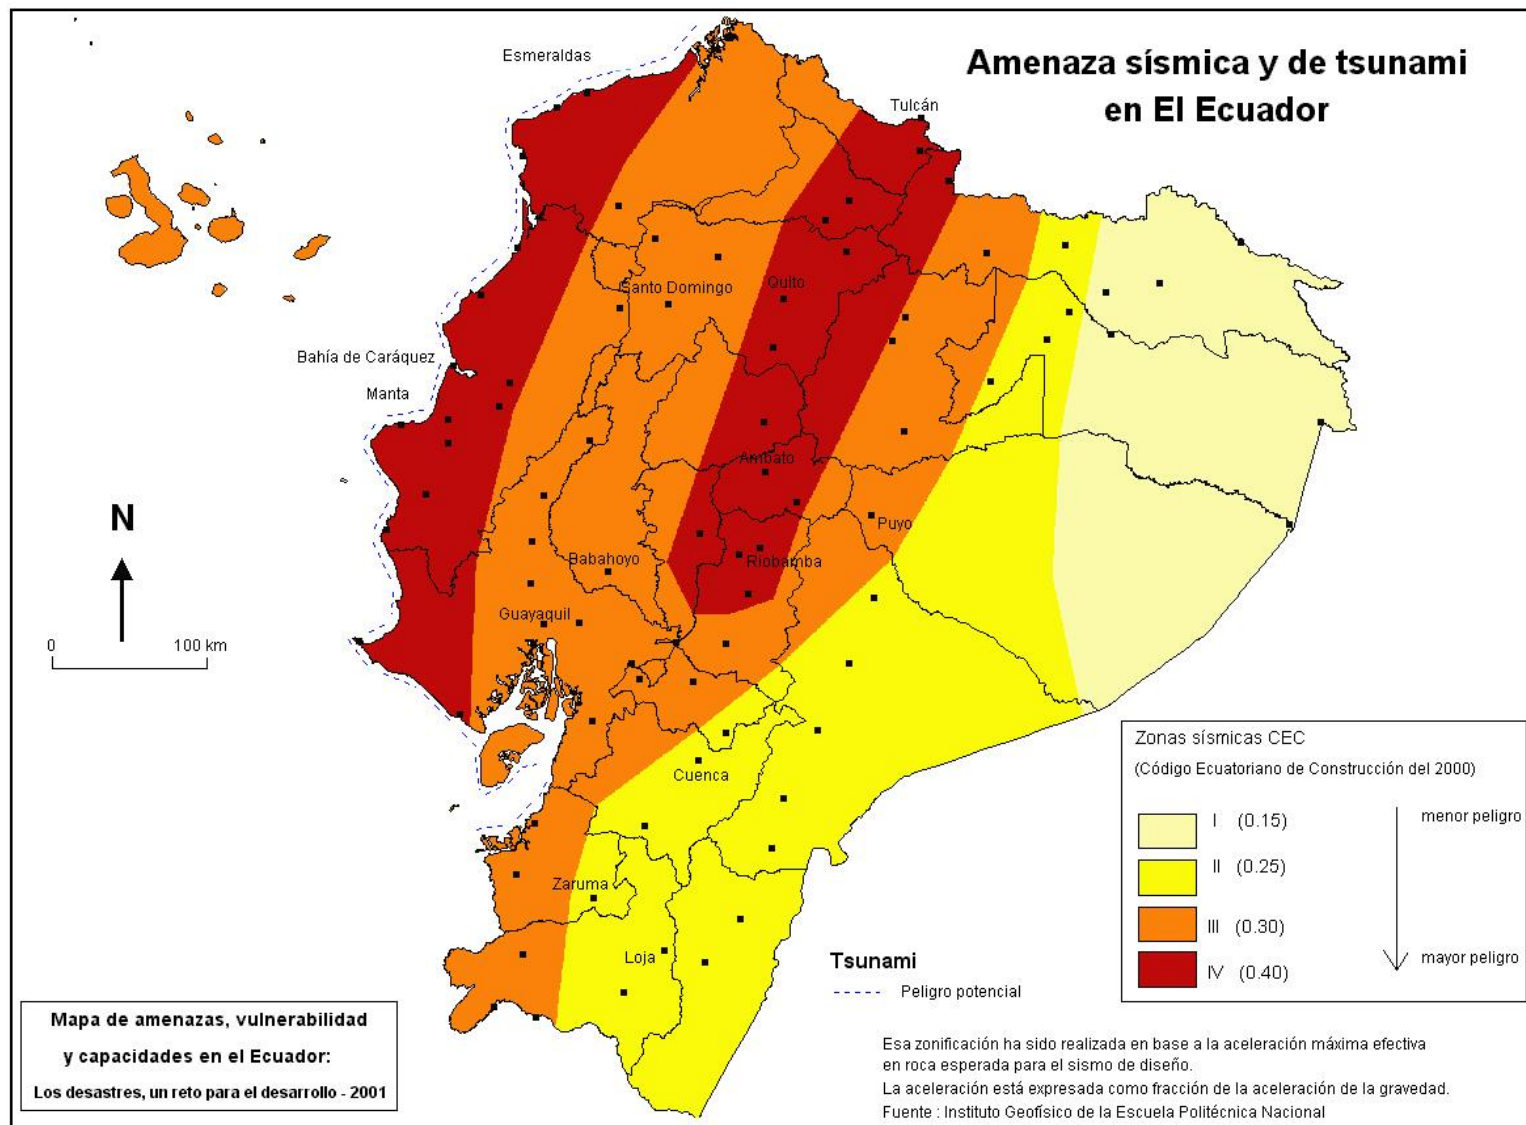 Amenaza sísmica y de tsunami
en El Ecuador
Esmeraldas
Tulcán
Santo Domingo
Quito
Bahía de Caráquez
Manta
Ambato
Puyo
Babahoyo
Riobamba
Guayaquil
Cuenca
Zaruma
Loja
N
0 100 km
Zonas sísmicas CEC
(Código Ecuatoriano de Construcción del 2000)
I (0.15) menor peligro
II (0.25)
III (0.30)
IV (0.40) mayor peligro
Tsunami
Peligro potencial
Mapa de amenazas, vulnerabilidad
y capacidades en el Ecuador:
Los desastres, un reto para el desarrollo - 2001
Esa zonificación ha sido realizada en base a la aceleración máxima efectiva
en roca esperada para el sismo de diseño.
La aceleración está expresada como fracción de la aceleración de la gravedad.
Fuente : Instituto Geofísico de la Escuela Politécnica Nacional